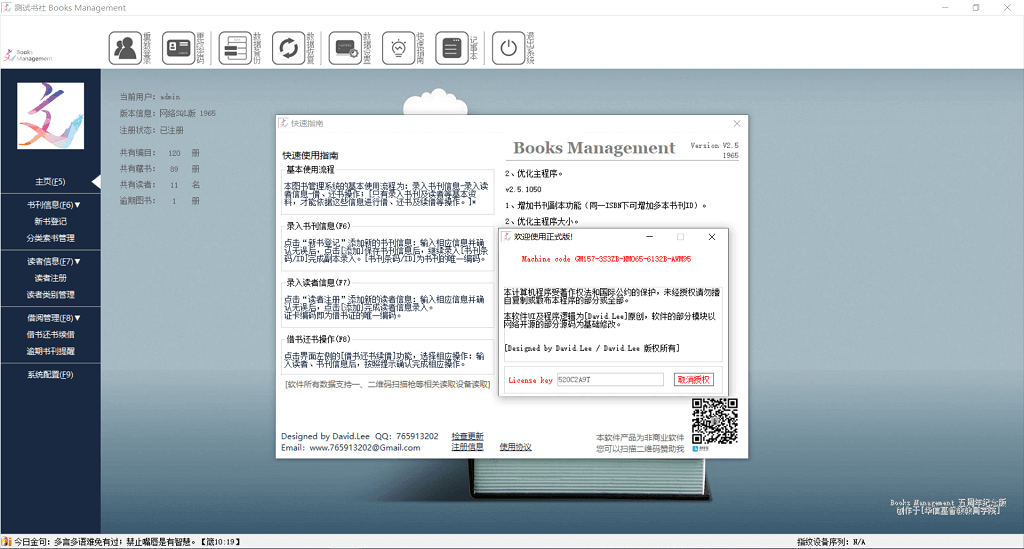 测试书社 Books Management
Books
Management
重新登录
更改密码
数据备份
数据恢复
数据设置
快速指南
记事本
退出系统
当前用户: admin
版本信息: 网络SQL版 1965
注册状态: 已注册
共有编目: 120 册
共有藏书: 89 册
共有读者: 11 名
逾期图书: 1 册
主页(F5)
书刊信息(F6)▼
新书登记
分类索书管理
读者信息(F7)▼
读者注册
读者类别管理
借阅管理(F8)▼
借书还书续借
逾期书刊提醒
系统配置(F9)
快速指南
快速使用指南
基本使用流程
本图书管理系统的基本使用流程为: 录入书刊信息-录入读
者信息-借、还书操作; [只有录入书刊及读者等基本资
料, 才能依据这些信息进行借、还书及续借等操作。]*
录入书刊信息(F6)
点击“新书登记”添加新的书刊信息; 输入相应信息并确
认无误后, 点击[添加]保存书刊信息后, 继续录入[书刊条
码/ID]完成副本录入。[书刊条码/ID]为书刊的唯一编码。
录入读者信息(F7)
点击“读者注册”添加新的读者信息; 输入相应信息并确
认无误后, 点击[添加]完成读者信息录入。
证卡编码即为借书证的唯一编码。
借书还书操作(F8)
点击界面左侧的[借书还书续借]功能, 选择相应操作; 输
入读者、书刊信息后, 按照提示确认完成相应操作。
[软件所有数据支持一、二维码扫描枪等相关读取设备读取]
Designed by David.Lee QQ: 765913202
检查更新
Email: www.765913202@Gmail.com
注册信息
使用协议
Books Management
Version V2.5
1965
2、优化主程序。
v2.5.1050
1、增加书刊副本功能 (同一ISBN下可增加多本书刊ID) 。
2、优化主程序大小。
欢迎使用正式版!
Machine code GM157-3S3ZB-NMO65-6132B-AWM95
本计算机程序受著作权法和国际公约的保护, 未经授权请勿擅
自复制或散布本程序的部分或全部。
本软件UI及程序逻辑为[David.Lee]原创, 软件的部分模块以
网络开源的部分源码为基础修改。
[Designed by David.Lee / David.Lee 版权所有]
License key
520C2A9T
取消授权
本软件产品为非商业软件
您可以扫描二维码赞助我
Books Management 五周年纪念版
创作于[华信基督教教育学院]
今日金句: 多言多语难免有过; 禁止嘴唇是有智慧。【箴10:19】
指纹设备序列: N/A